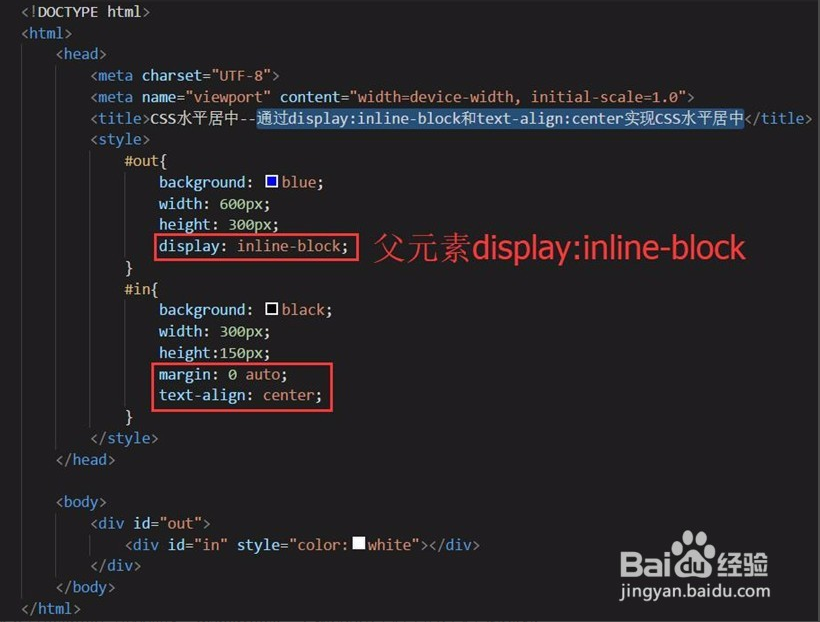 <!DOCTYPE html>
<html>
<head>
<meta charset="UTF-8">
<meta name="viewport" content="width=device-width, initial-scale=1.0">
<title>CSS水平居中--通过display:inline-block和text-align:center实现CSS水平居中</title>
<style>
#out{
background: blue;
width: 600px;
height: 300px;
display: inline-block; 父元素display:inline-block
}
#in{
background: black;
width: 300px;
height:150px;
margin: 0 auto;
text-align: center;
}
</style>
</head>
<body>
<div id="out">
<div id="in" style="color:white"></div>
</div>
</body>
</html>
Baidu经验
jingyan.baidu.com